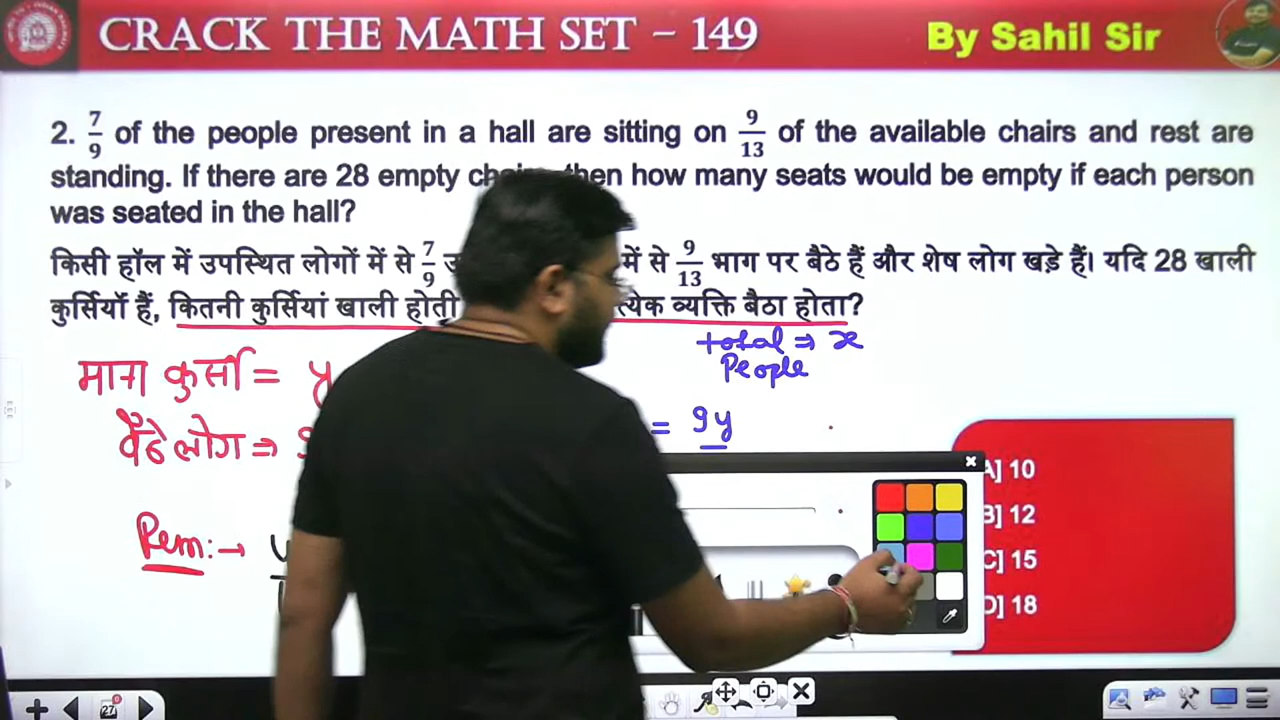 CRACK THE MATH SET – 149
By Sahil Sir
2. 7/9 of the people present in a hall are sitting on 9/13 of the available chairs and rest are
standing. If there are 28 empty then how many seats would be empty if each person
was seated in the hall?
किसी हॉल में उपस्थित लोगों में से 7/9 में से 9/13 भाग पर बैठे हैं और शेष लोग खड़े हैं। यदि 28 खाली
कुर्सियाँ हैं, कितनी कुर्सियां खाली होती व्यक्ति बैठा होता?
total ⇒ x
People
माना कुर्सी = y
बैठे लोग ⇒
= 9y
Rem:→
A] 10
B] 12
C] 15
D] 18
27